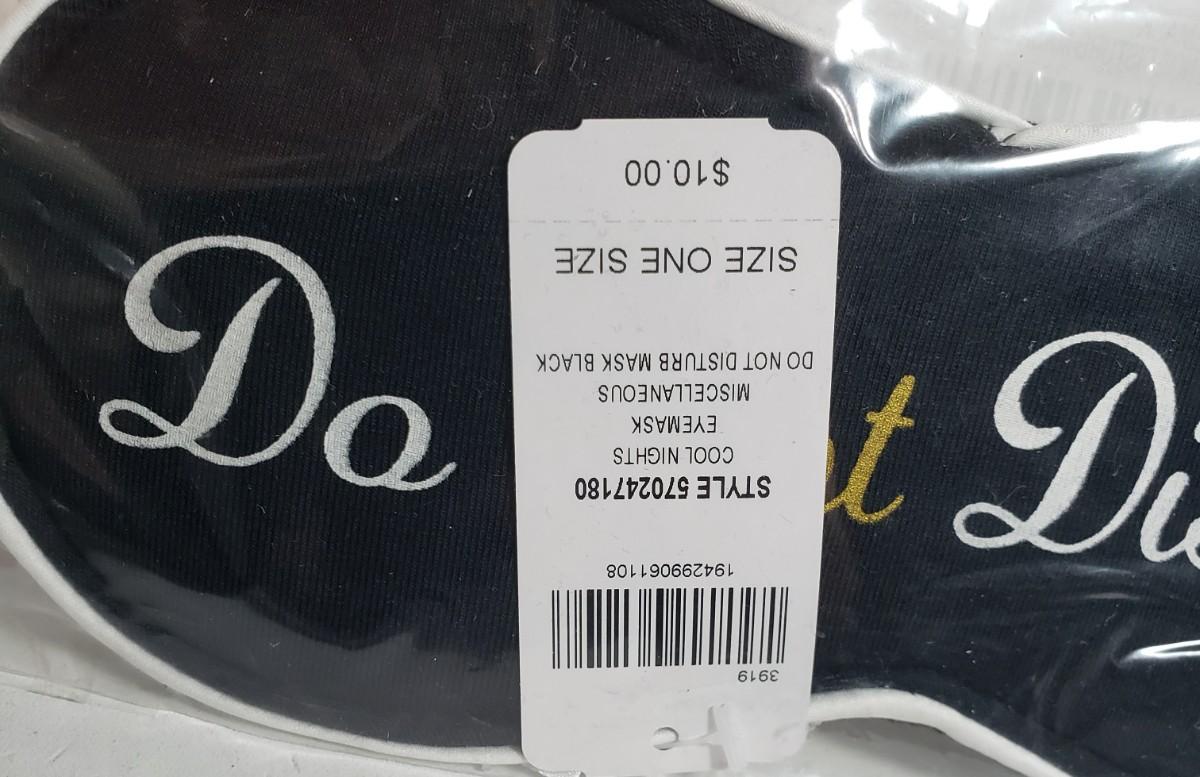 Do
t
Di
3919
194299061108
STYLE 570247180
COOL NIGHTS
EYEMASK
MISCELLANEOUS
DO NOT DISTURB MASK BLACK
SIZE ONE SIZE
$10.00